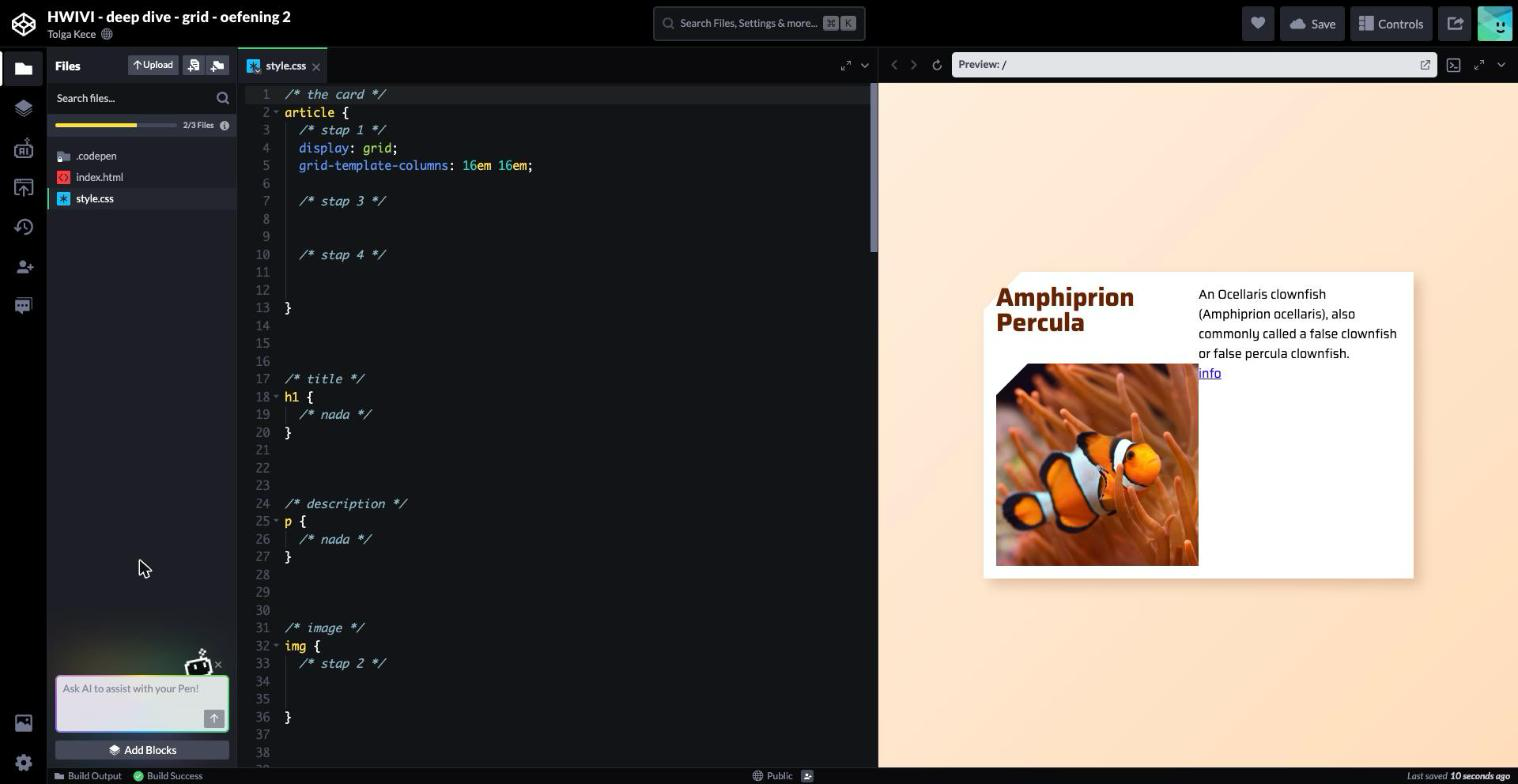 HWIVI - deep dive - grid - oefening 2
Tolga Kece
Search Files, Settings & more... ⌘ K
Save
Controls
Files
Upload
style.css
Preview: /
Search files...
2/3 Files
.codepen
index.html
style.css
1 /* the card */
2 article {
3 /* stap 1 */
4 display: grid;
5 grid-template-columns: 16em 16em;
6
7 /* stap 3 */
8
9
10 /* stap 4 */
11
12
13 }
14
15
16
17 /* title */
18 h1 {
19 /* nada */
20 }
21
22
23
24 /* description */
25 p {
26 /* nada */
27 }
28
29
30
31 /* image */
32 img {
33 /* stap 2 */
34
35
36 }
37
38
Amphiprion
Percula
An Ocellaris clownfish
(Amphiprion ocellaris), also
commonly called a false clownfish
or false percula clownfish.
info
AI
Ask AI to assist with your Pen!
Add Blocks
Build Output
Build Success
Public
Last saved 10 seconds ago